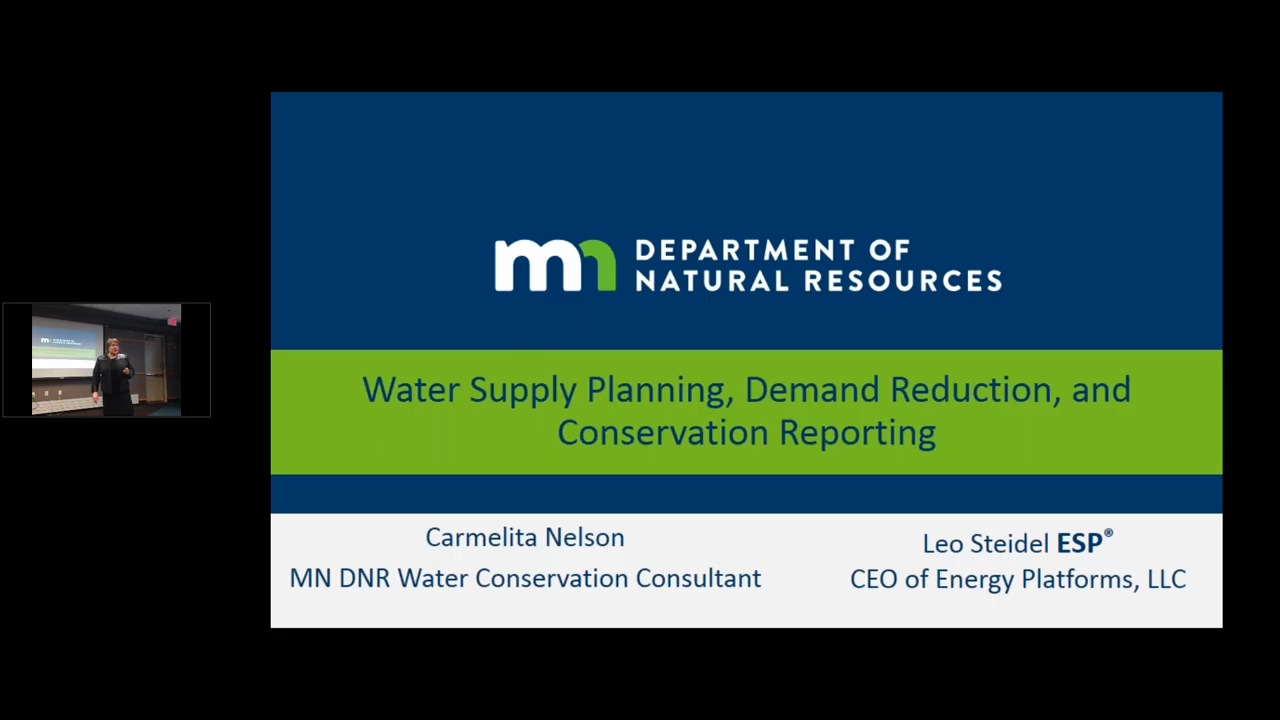 mn DEPARTMENT OF
NATURAL RESOURCES
Water Supply Planning, Demand Reduction, and
Conservation Reporting
Carmelita Nelson
MN DNR Water Conservation Consultant
Leo Steidel ESP®
CEO of Energy Platforms, LLC